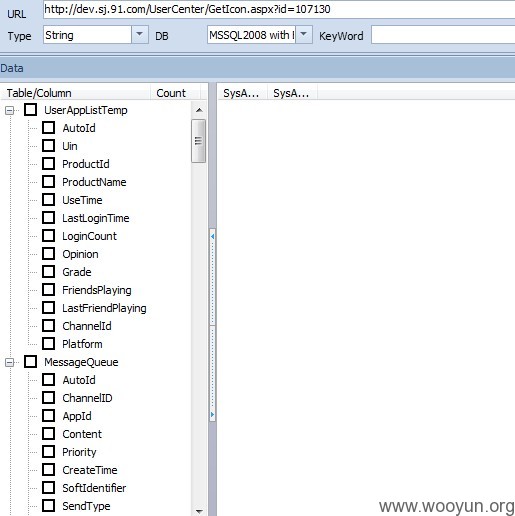 URL http://dev.sj.91.com/UserCenter/GetIcon.aspx?id=107130
Type String DB MSSQL2008 with KeyWord
Data
Table/Column Count SysA... SysA...
UserAppListTemp
AutoId
Uin
ProductId
ProductName
UseTime
LastLoginTime
LoginCount
Opinion
Grade
FriendsPlaying
LastFriendPlaying
ChannelId
Platform
MessageQueue
AutoId
ChannelID
AppId
Content
Priority
CreateTime
SoftIdentifier
SendType
www.wooyun.org